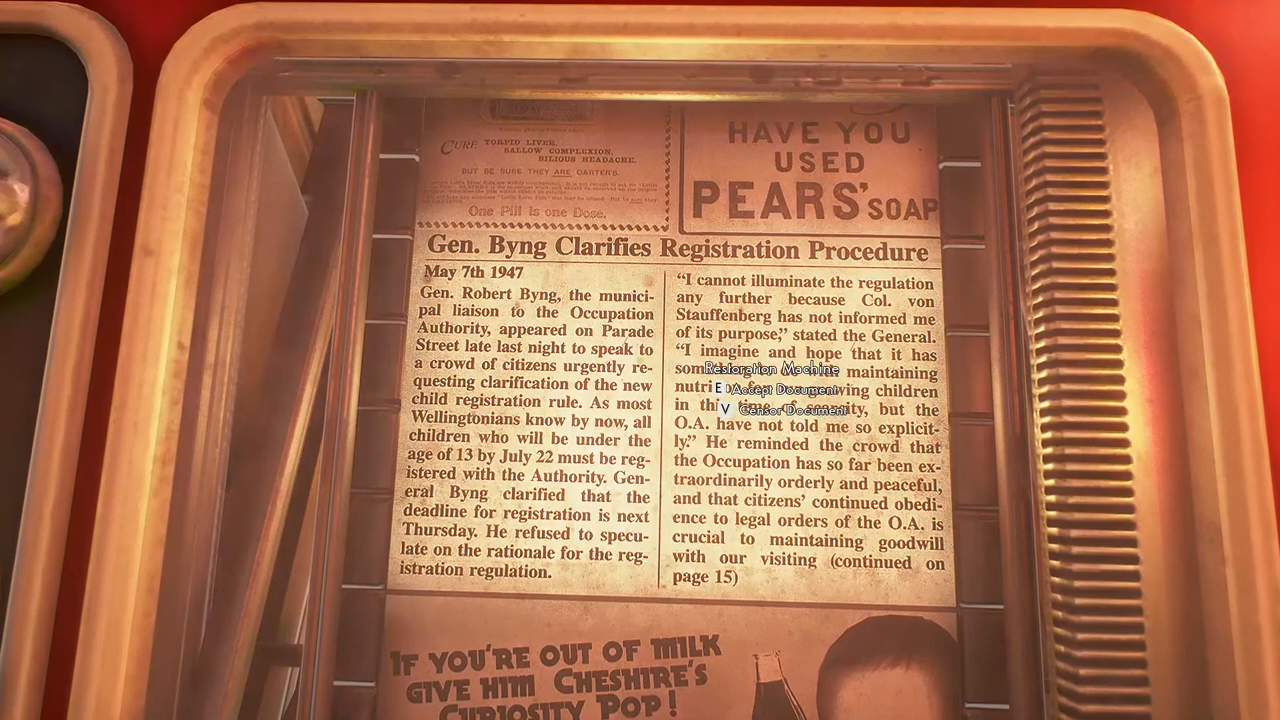 CURE TORPID LIVER,
SALLOW COMPLEXION,
BILIOUS HEADACHE.
BUT BE SURE THEY ARE CARTER'S.
One Pill is one Dose.
HAVE YOU
USED
PEARS' SOAP
Gen. Byng Clarifies Registration Procedure
May 7th 1947
Gen. Robert Byng, the munici-
pal liaison to the Occupation
Authority, appeared on Parade
Street late last night to speak to
a crowd of citizens urgently re-
questing clarification of the new
child registration rule. As most
Wellingtonians know by now, all
children who will be under the
age of 13 by July 22 must be reg-
istered with the Authority. Gen-
eral Byng clarified that the
deadline for registration is next
Thursday. He refused to specu-
late on the rationale for the reg-
istration regulation.
“I cannot illuminate the regulation
any further because Col. von
Stauffenberg has not informed me
of its purpose,” stated the General.
“I imagine and hope that it has
maintaining
children
in time of but the
O.A. have not told me so explicit-
ly.” He reminded the crowd that
the Occupation has so far been ex-
traordinarily orderly and peaceful,
and that citizens’ continued obedi-
ence to legal orders of the O.A. is
crucial to maintaining goodwill
with our visiting (continued on
page 15)
Restoration Machine
E Accept Document
V Censor Document
IF YOU'RE OUT OF MILK
GIVE HIM CHESHIRE'S
CURIOSITY POP!